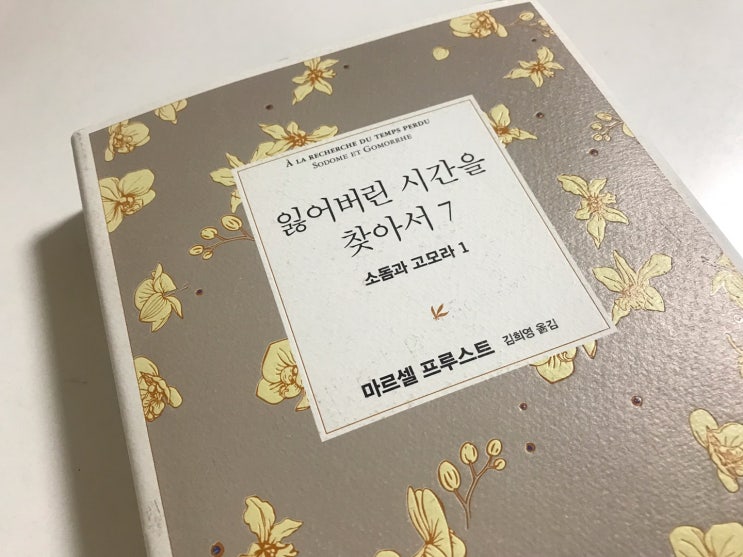 À LA RECHERCHE DU TEMPS PERDU
SODOME ET GOMORRHE
잃어버린 시간을
찾아서 7
소돔과 고모라 1
마르셀 프루스트 김희영 옮김